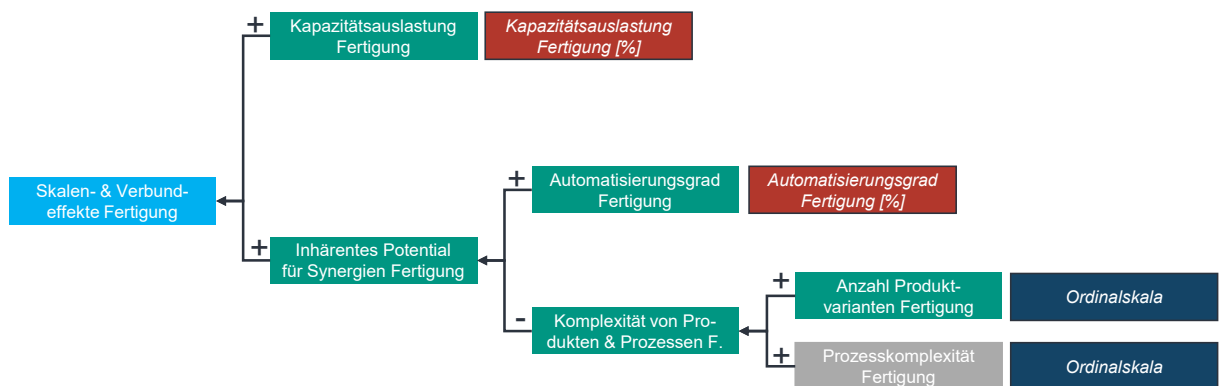 +
Kapazitätsauslastung
Fertigung
Kapazitätsauslastung
Fertigung [%]
Skalen- & Verbund-
effekte Fertigung
+
Inhärentes Potential
für Synergien Fertigung
+
Automatisierungsgrad
Fertigung
Automatisierungsgrad
Fertigung [%]
-
Komplexität von Pro-
dukten & Prozessen F.
+
Anzahl Produkt-
varianten Fertigung
Ordinalskala
+
Prozesskomplexität
Fertigung
Ordinalskala